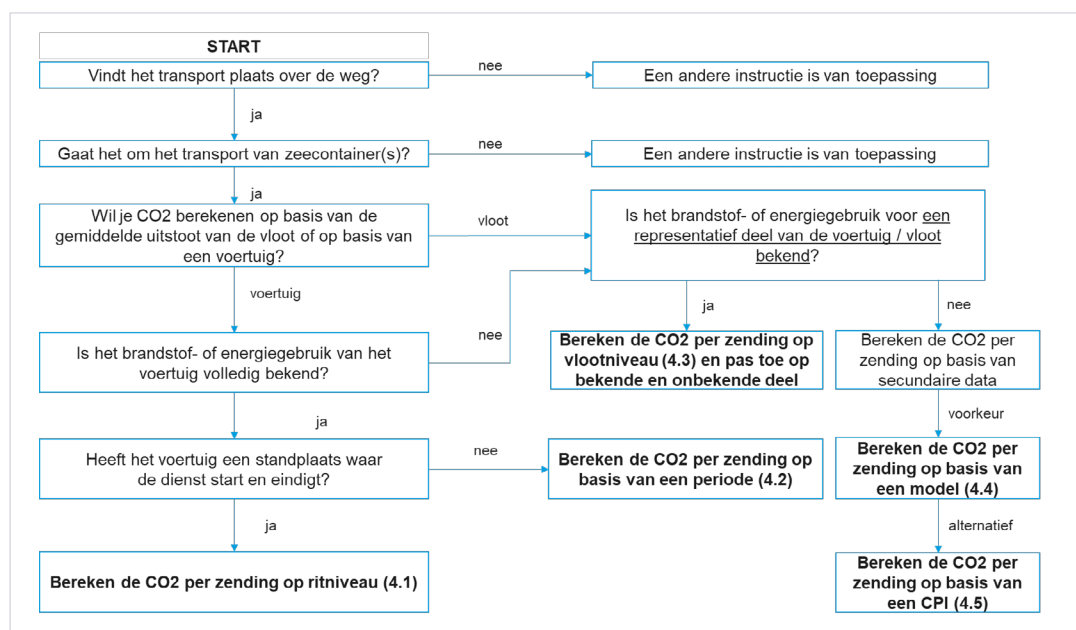 START
Vindt het transport plaats over de weg?
nee
Een andere instructie is van toepassing
ja
Gaat het om het transport van zeecontainer(s)?
nee
Een andere instructie is van toepassing
ja
Wil je CO2 berekenen op basis van de
gemiddelde uitstoot van de vloot of op basis van
een voertuig?
vloot
Is het brandstof- of energiegebruik voor een
representatief deel van de voertuig / vloot
bekend?
voertuig
ja
nee
nee
Is het brandstof- of energiegebruik van het
voertuig volledig bekend?
Bereken de CO2 per zending op
vlootniveau (4.3) en pas toe op
bekende en onbekende deel
Bereken de CO2 per
zending op basis van
secundaire data
ja
voorkeur
Heeft het voertuig een standplaats waar
de dienst start en eindigt?
nee
Bereken de CO2 per zending op
basis van een periode (4.2)
Bereken de CO2 per
zending op basis van
een model (4.4)
ja
alternatief
Bereken de CO2 per zending op ritniveau (4.1)
Bereken de CO2 per
zending op basis van
een CPI (4.5)